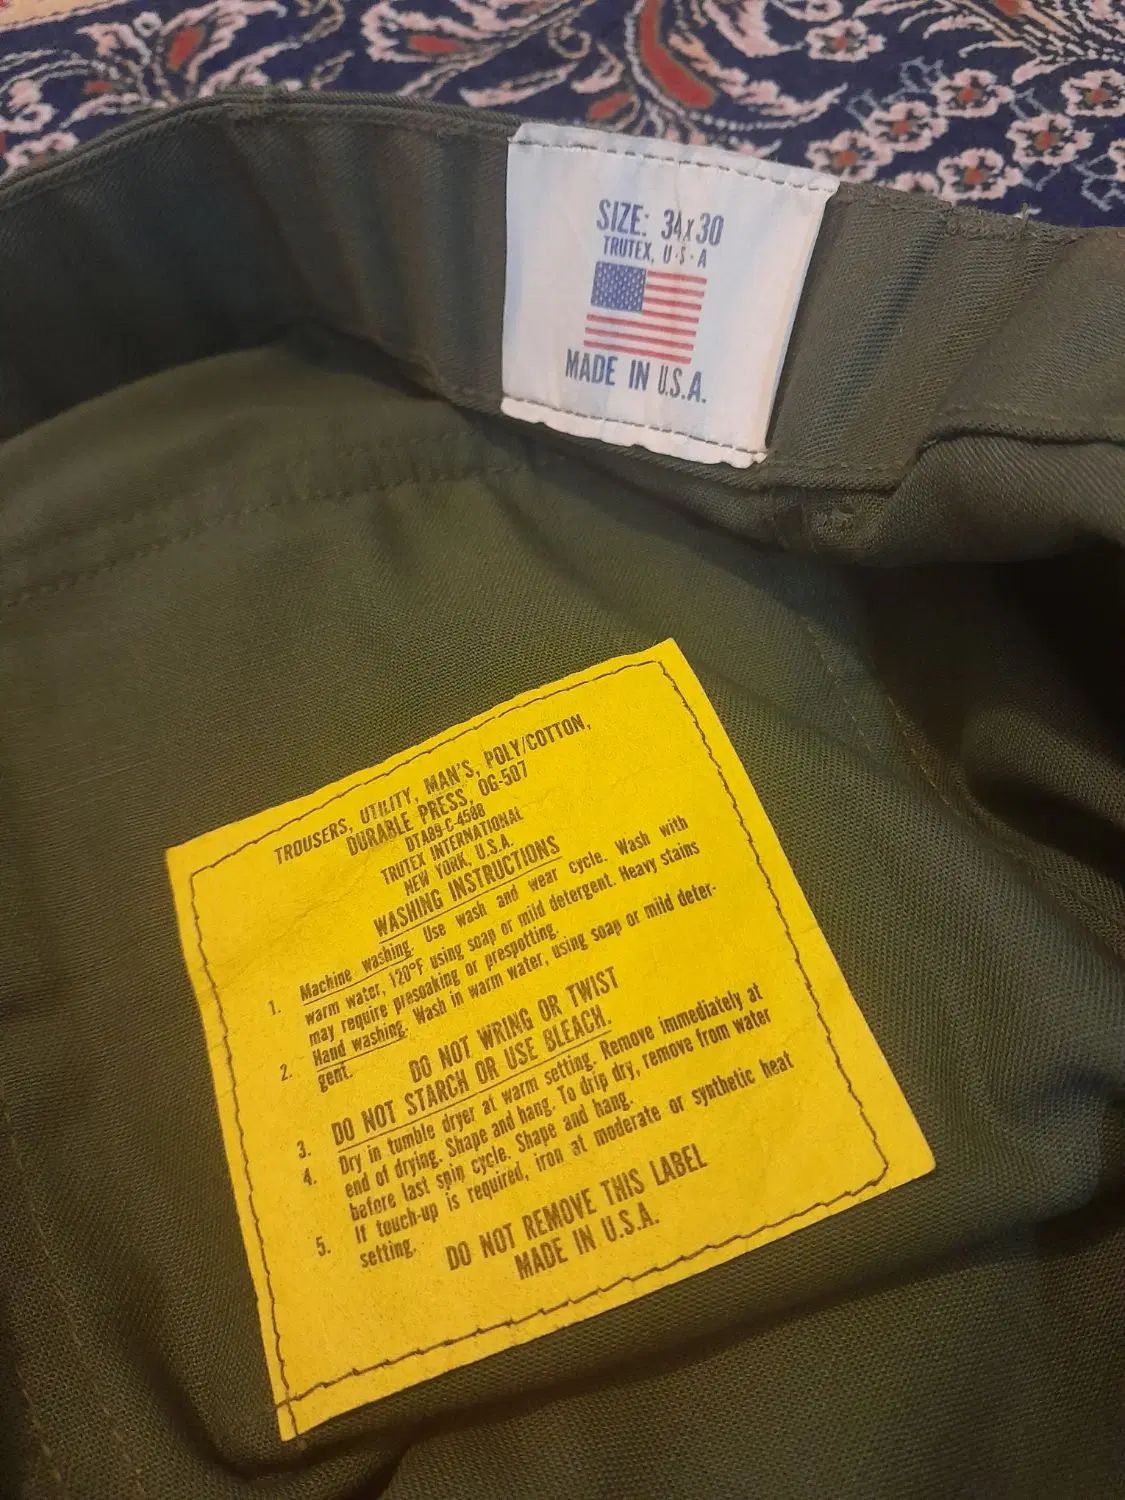 SIZE: 34x30
TRUTEX, U·S·A
MADE IN U.S.A.
TROUSERS, UTILITY, MAN'S, POLY/COTTON,
DURABLE PRESS, OG-507
DTA89-C-4588
TRUTEX INTERNATIONAL
NEW YORK, U.S.A.
WASHING INSTRUCTIONS
1. Machine washing. Use wash and wear cycle. Wash with
warm water, 120°F using soap or mild detergent. Heavy stains
may require presoaking or prespotting.
2. Hand washing. Wash in warm water, using soap or mild deter-
gent.
DO NOT WRING OR TWIST
3. DO NOT STARCH OR USE BLEACH.
4. Dry in tumble dryer at warm setting. Remove immediately at
end of drying. Shape and hang. To drip dry, remove from water
before last spin cycle. Shape and hang.
5. If touch-up is required, iron at moderate or synthetic heat
setting.
DO NOT REMOVE THIS LABEL
MADE IN U.S.A.